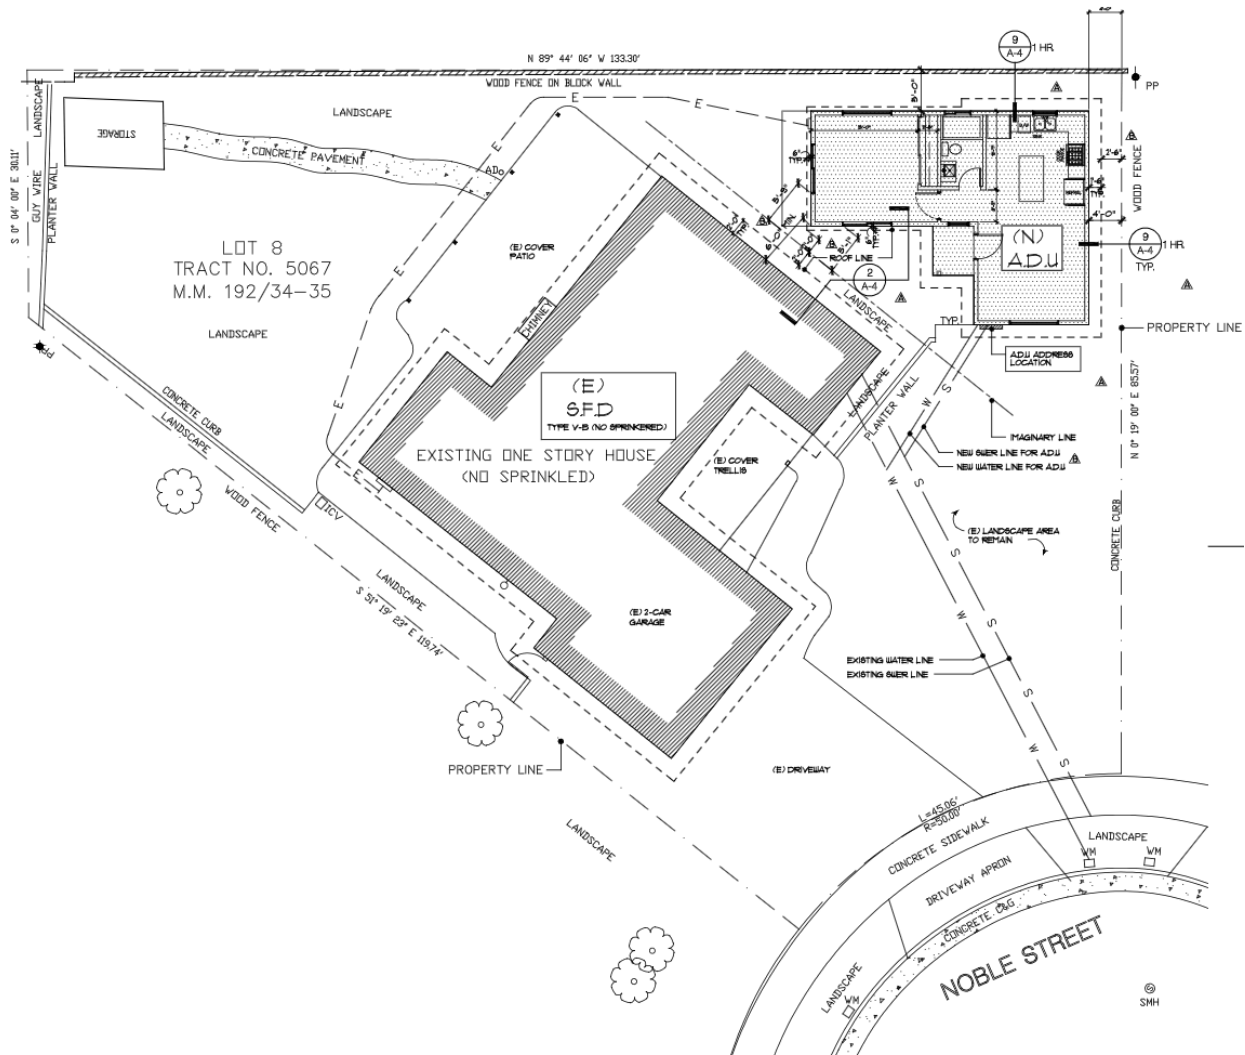 N 89° 44' 06" W 133.30'
WOOD FENCE ON BLOCK WALL
9
A-4
1 HR.
PP
LANDSCAPE
STORAGE
CONCRETE PAVEMENT
S 0° 04' 00" E 30.11'
GUY WIRE
LANDSCAPE
PLANTER WALL
LOT 8
TRACT NO. 5067
M.M. 192/34-35
LANDSCAPE
E
E
E
E
E
E
(E) COVER
PATIO
CHIMNEY
(N)
A.D.U
2'-6"
4'-0"
WOOD FENCE
9
A-4
1 HR.
TYP.
ROOF LINE
2
A-4
LANDSCAPE
TYP.
PROPERTY LINE
A.D.U ADDRESS
LOCATION
N 0° 19' 00" E 85.57'
PP
CONCRETE CURB
LANDSCAPE
WOOD FENCE
(E)
S.F.D
TYPE V-B (NO SPRINKERED)
EXISTING ONE STORY HOUSE
(NO SPRINKLED)
(E) COVER
TRELLIS
LANDSCAPE
PLANTER WALL
IMAGINARY LINE
NEW SWER LINE FOR A.D.U
NEW WATER LINE FOR A.D.U
(E) LANDSCAPE AREA
TO REMAIN
CONCRETE CURB
ICV
LANDSCAPE
S 51° 19' 23" E 119.74'
(E) 2-CAR
GARAGE
EXISTING WATER LINE
EXISTING SWER LINE
W
S
W
S
S
W
S
W
S
S
PROPERTY LINE
(E) DRIVEWAY
LANDSCAPE
L=45.06'
R=50.00'
CONCRETE SIDEWALK
DRIVEWAY APRON
CONCRETE C&G
LANDSCAPE
WM
WM
LANDSCAPE
WM
NOBLE STREET
SMH